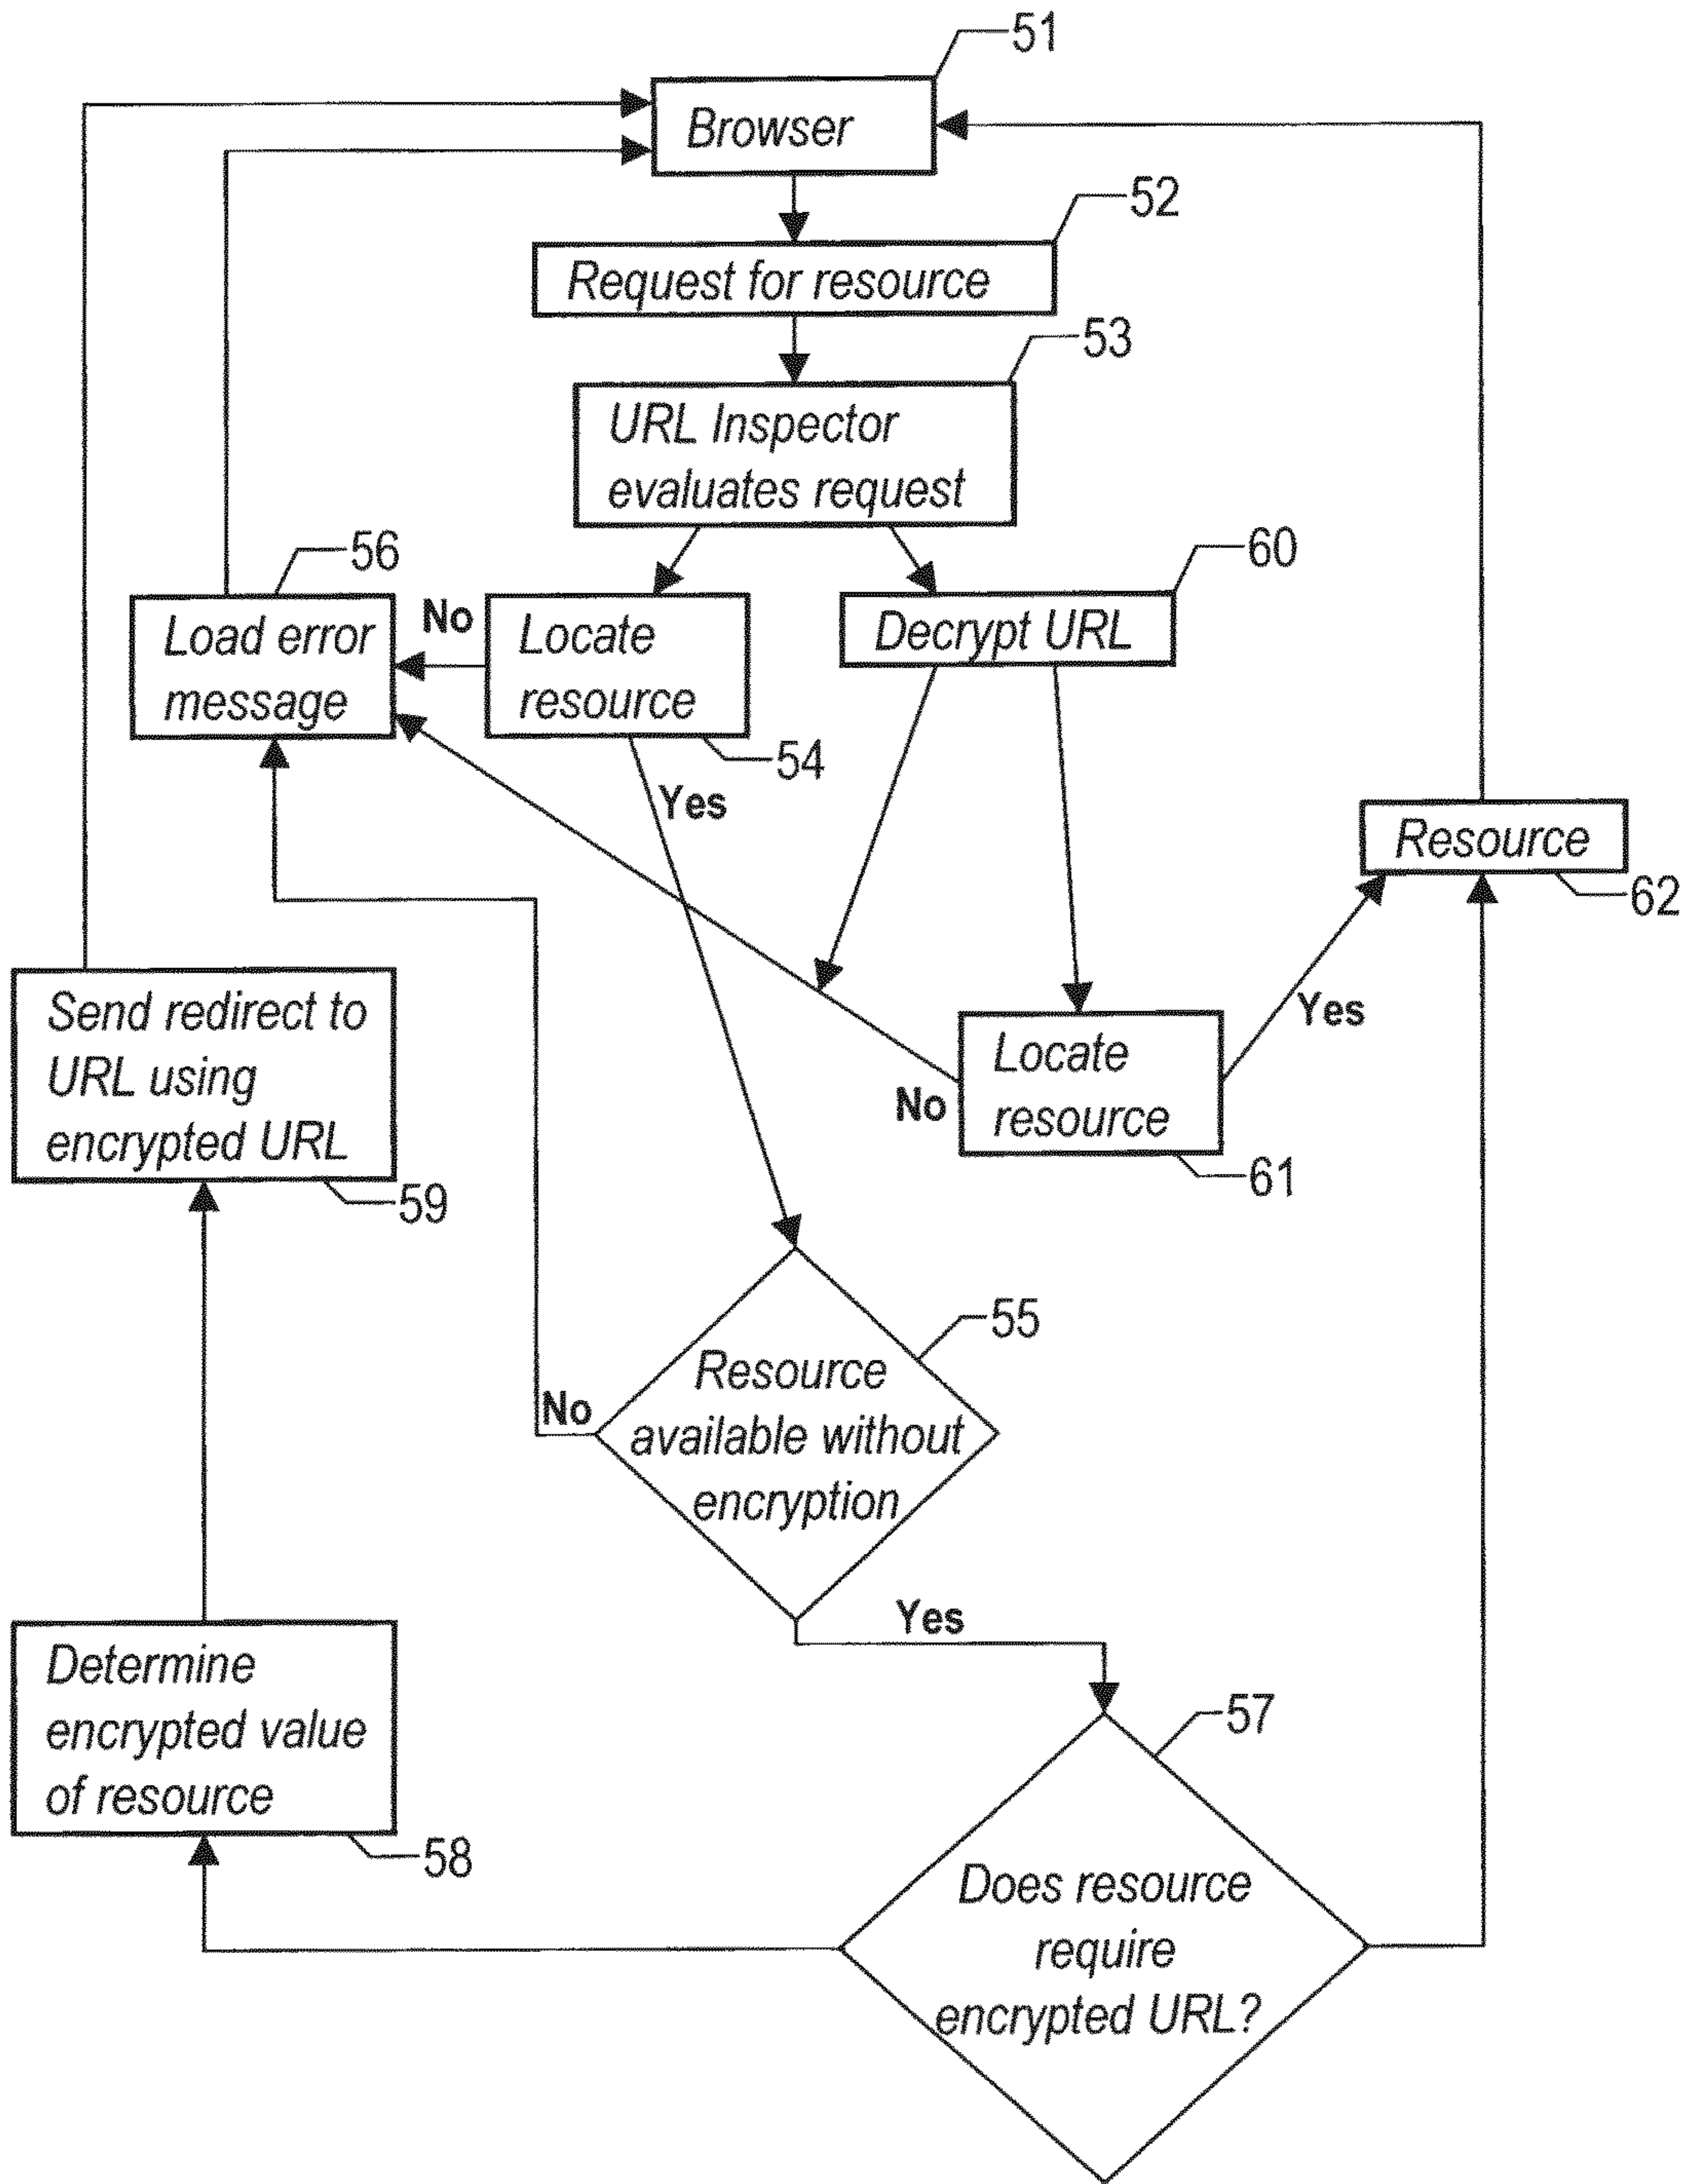 51
Browser
52
Request for resource
53
URL Inspector
evaluates request
56
60
Load error
message
No
Locate
resource
Decrypt URL
54
Yes
Resource
62
Send redirect to
URL using
encrypted URL
59
Yes
Locate
resource
No
61
55
Resource
available without
encryption
No
Yes
Determine
encrypted value
of resource
58
57
Does resource
require
encrypted URL?